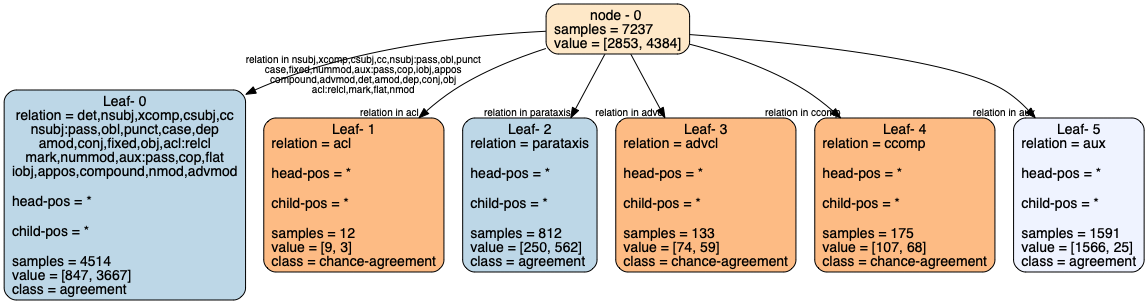 node - 0
samples = 7237
value = [2853, 4384]
relation in nsubj,xcomp,csubj,cc,nsubj:pass,obl,punct
case,fixed,nummod,aux:pass,cop,iobj,appos
compound,advmod,det,amod,dep,conj,obj
acl:relcl,mark,flat,nmod
relation in acl
relation in parataxis
relation in advcl
relation in ccomp
relation in aux
Leaf- 0
relation = det,nsubj,xcomp,csubj,cc
nsubj:pass,obl,punct,case,dep
amod,conj,fixed,obj,acl:relcl
mark,nummod,aux:pass,cop,flat
iobj,appos,compound,nmod,advmod
head-pos = *
child-pos = *
samples = 4514
value = [847, 3667]
class = agreement
Leaf- 1
relation = acl
head-pos = *
child-pos = *
samples = 12
value = [9, 3]
class = chance-agreement
Leaf- 2
relation = parataxis
head-pos = *
child-pos = *
samples = 812
value = [250, 562]
class = agreement
Leaf- 3
relation = advcl
head-pos = *
child-pos = *
samples = 133
value = [74, 59]
class = chance-agreement
Leaf- 4
relation = ccomp
head-pos = *
child-pos = *
samples = 175
value = [107, 68]
class = chance-agreement
Leaf- 5
relation = aux
head-pos = *
child-pos = *
samples = 1591
value = [1566, 25]
class = agreement